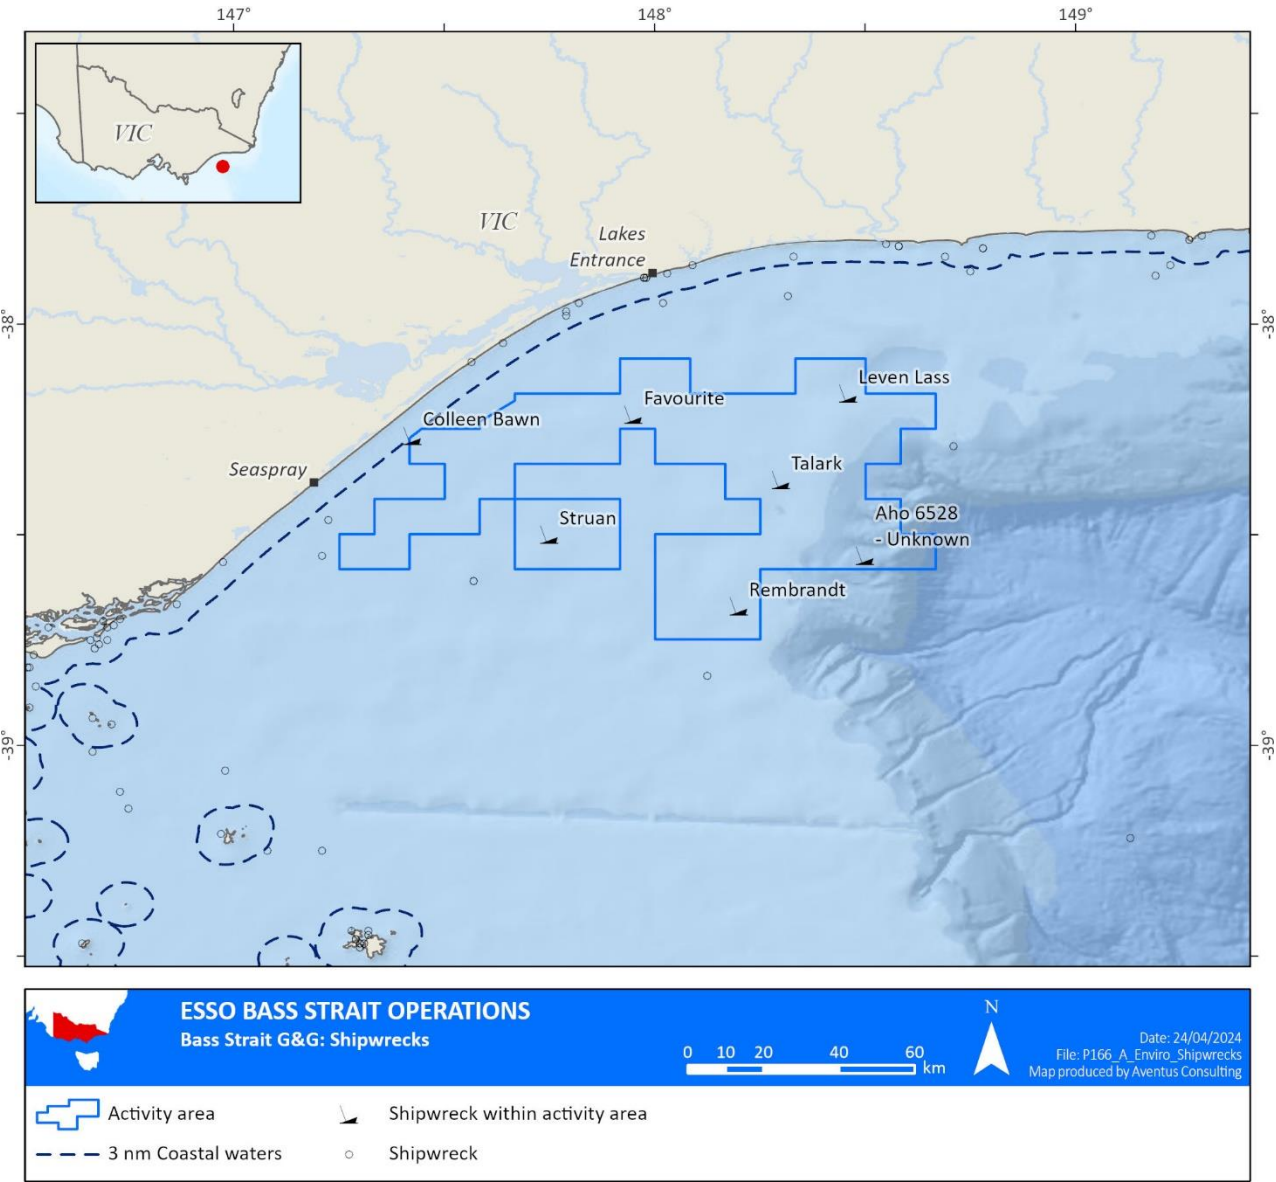 147°
148°
149°
VIC
VIC
Lakes
Entrance
-38°
-38°
Leven Lass
Favourite
Colleen Bawn
Seaspray
Talark
Struan
Aho 6528
- Unknown
Rembrandt
-39°
-39°
ESSO BASS STRAIT OPERATIONS
Bass Strait G&G: Shipwrecks
0 10 20 40 60
km
N
Date: 24/04/2024
File: P166_A_Enviro_Shipwrecks
Map produced by Aventus Consulting
Activity area
Shipwreck within activity area
3 nm Coastal waters
Shipwreck